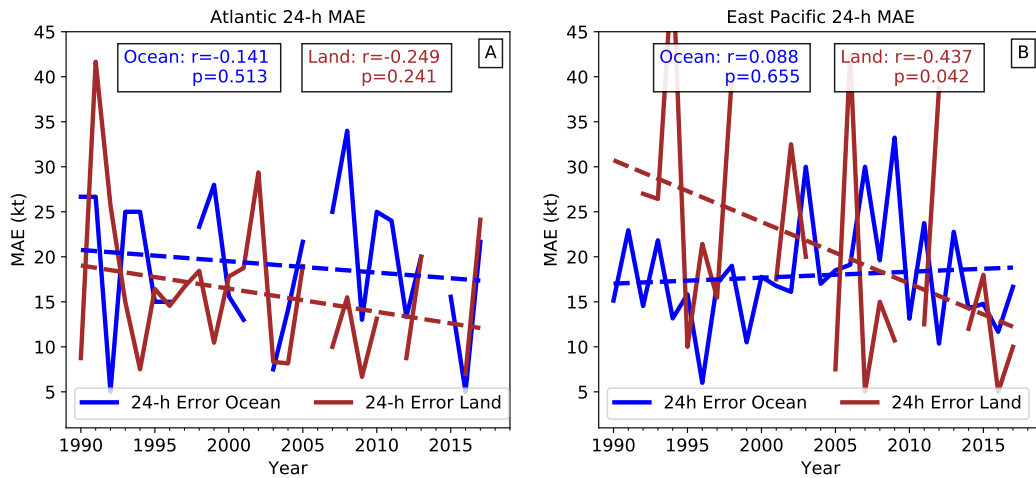 Atlantic 24-h MAE
A
Ocean: r=-0.141
p=0.513
Land: r=-0.249
p=0.241
MAE (kt)
45
40
35
30
25
20
15
10
5
24-h Error Ocean
24-h Error Land
1990 1995 2000 2005 2010 2015
Year
East Pacific 24-h MAE
B
Ocean: r=0.088
p=0.655
Land: r=-0.437
p=0.042
MAE (kt)
45
40
35
30
25
20
15
10
5
24h Error Ocean
24h Error Land
1990 1995 2000 2005 2010 2015
Year